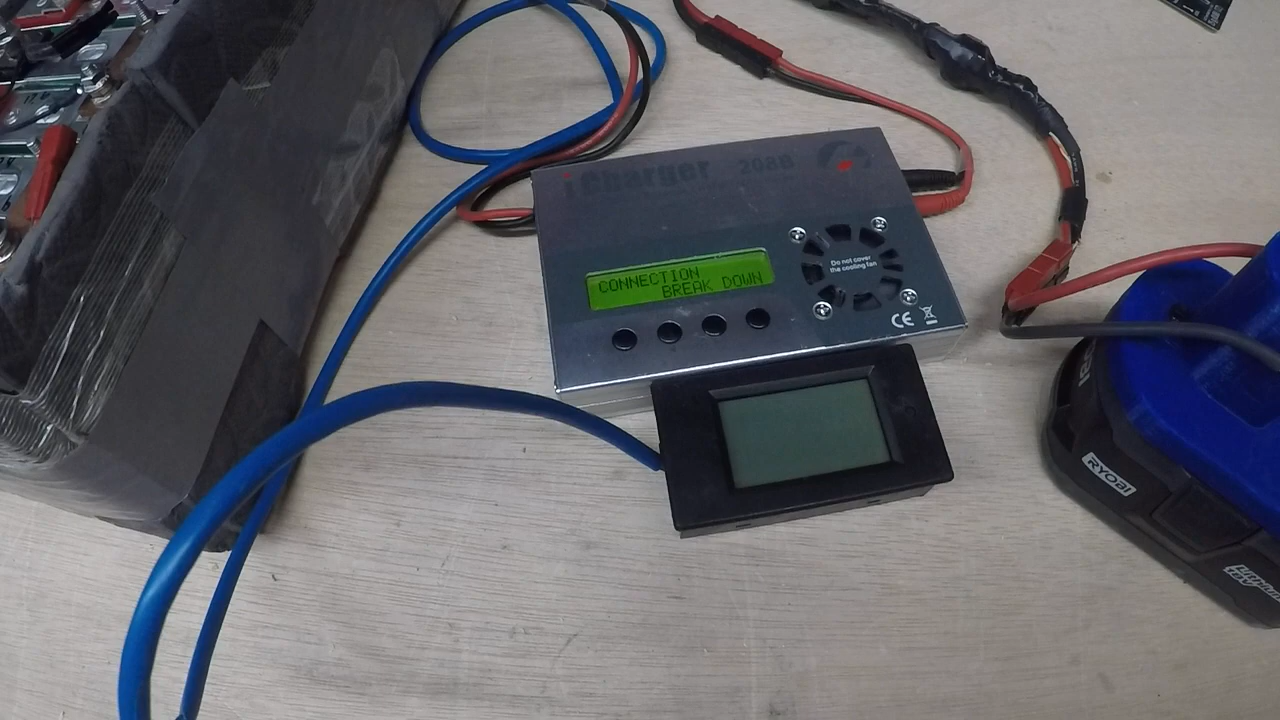 iCharger 208B
CONNECTION
BREAK DOWN
Do not cover
the cooling fan
CE
RYOBI